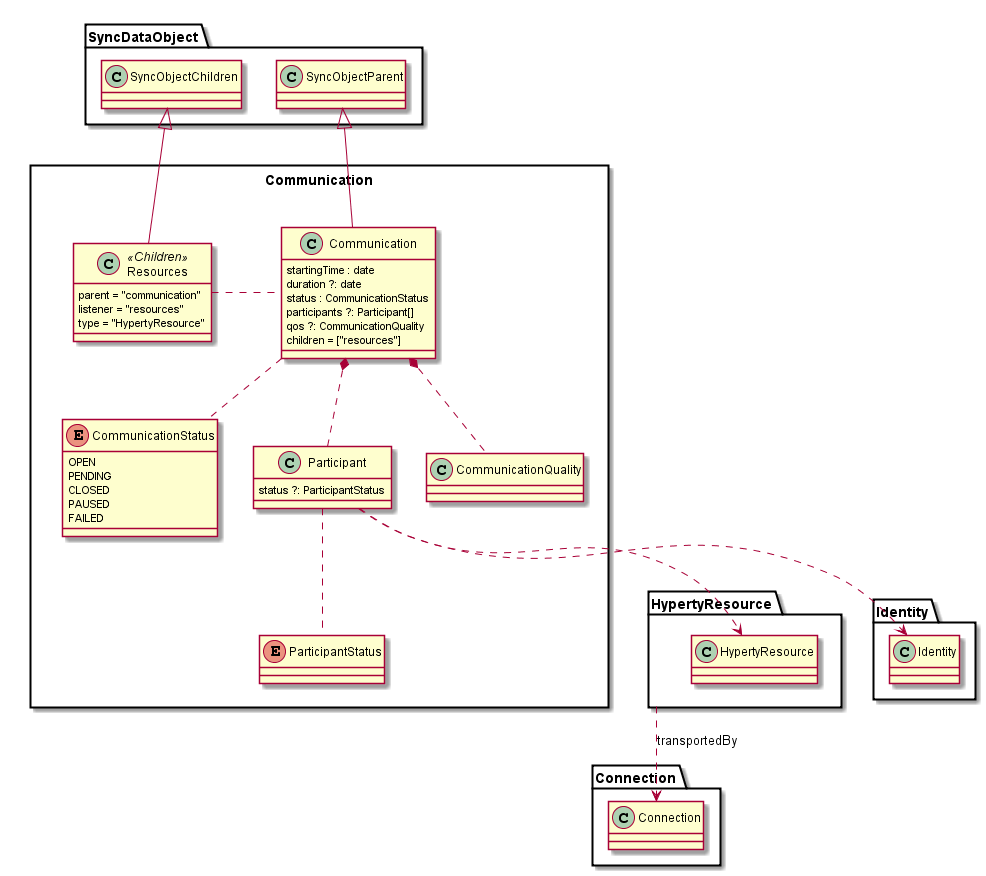 SyncDataObject
C SyncObjectChildren
C SyncObjectParent
Communication
C «Children»
Resources
parent = "communication"
listener = "resources"
type = "HypertyResource"
C Communication
startingTime : date
duration ?: date
status : CommunicationStatus
participants ?: Participant[]
qos ?: CommunicationQuality
children = ["resources"]
E CommunicationStatus
OPEN
PENDING
CLOSED
PAUSED
FAILED
C Participant
status ?: ParticipantStatus
C CommunicationQuality
E ParticipantStatus
HypertyResource
C HypertyResource
Identity
C Identity
transportedBy
Connection
C Connection